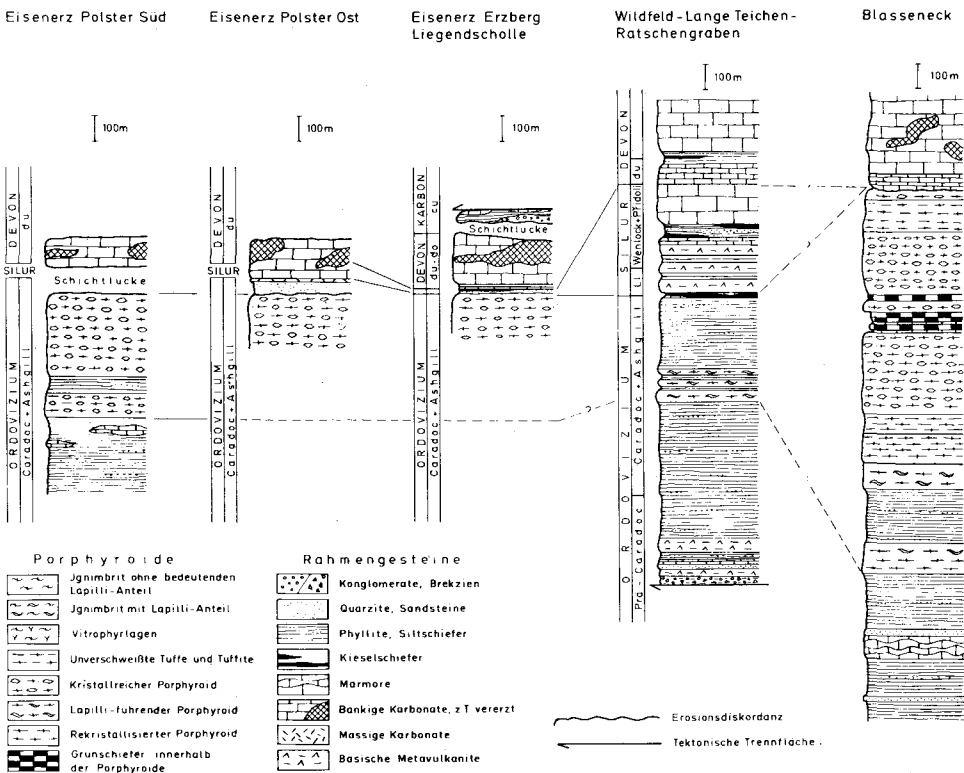 Eisenerz Polster Süd
Eisenerz Polster Ost
Eisenerz Erzberg
Liegendscholle
Wildfeld-Lange Teichen-
Ratschengraben
Blasseneck
100m
100m
100m
100m
100m
DEVON
du
SILUR
ORDOVIZIUM
Caradoc + Ashgill
Schichtlücke
DEVON
du
SILUR
ORDOVIZIUM
Caradoc + Ashgill
KARBON
cu
DEVON
du-do
ORDOVIZIUM
Caradoc + Ashgill
Schichtlücke
DEVON
du
SILUR
Wenlock + Přidoli
Ll.
ORDOVIZIUM
Caradoc + Ashgill
Prä-Caradoc
Porphyroide
Jgnimbrit ohne bedeutenden
Lapilli-Anteil
Jgnimbrit mit Lapilli-Anteil
Vitrophyrlagen
Unverschweißte Tuffe und Tuffite
Kristallreicher Porphyroid
Lapilli-führender Porphyroid
Rekristallisierter Porphyroid
Grünschiefer innerhalb
der Porphyroide
Rahmengesteine
Konglomerate, Brekzien
Quarzite, Sandsteine
Phyllite, Siltschiefer
Kieselschiefer
Marmore
Bankige Karbonate, z T vererzt
Massige Karbonate
Basische Metavulkanite
Erosionsdiskordanz
Tektonische Trennfläche.